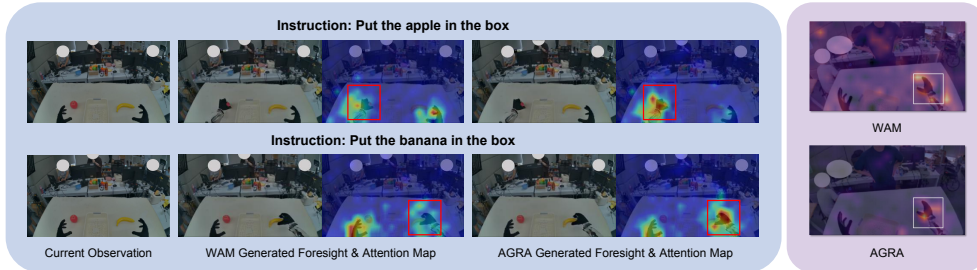 Instruction: Put the apple in the box
WAM
Instruction: Put the banana in the box
Current Observation
WAM Generated Foresight & Attention Map
AGRA Generated Foresight & Attention Map
AGRA